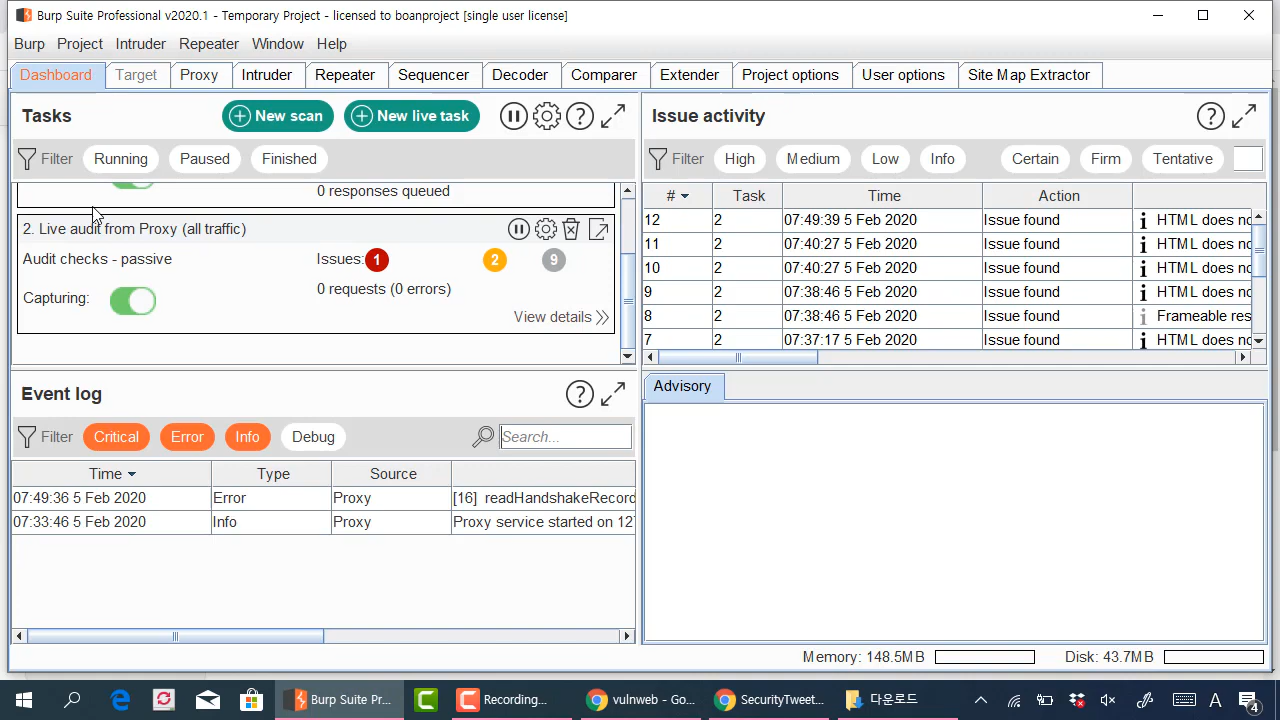 Burp Suite Professional v2020.1 - Temporary Project - licensed to boanproject [single user license]
Burp Project Intruder Repeater Window Help
Dashboard Target Proxy Intruder Repeater Sequencer Decoder Comparer Extender Project options User options Site Map Extractor
Tasks
New scan
New live task
Filter Running Paused Finished
0 responses queued
2. Live audit from Proxy (all traffic)
Audit checks - passive
Issues: 1 2 9
Capturing:
0 requests (0 errors)
View details
Issue activity
Filter High Medium Low Info Certain Firm Tentative
# Task Time Action
12 2 07:49:39 5 Feb 2020 Issue found i HTML does no
11 2 07:40:27 5 Feb 2020 Issue found i HTML does no
10 2 07:40:27 5 Feb 2020 Issue found i HTML does no
9 2 07:38:46 5 Feb 2020 Issue found i HTML does no
8 2 07:38:46 5 Feb 2020 Issue found i Frameable res
7 2 07:37:17 5 Feb 2020 Issue found i HTML does no
Event log
Filter Critical Error Info Debug Search...
Time Type Source
07:49:36 5 Feb 2020 Error Proxy [16] readHandshakeRecord
07:33:46 5 Feb 2020 Info Proxy Proxy service started on 12
Advisory
Memory: 148.5MB Disk: 43.7MB
Burp Suite Pr... Recording... vulnweb - Go... SecurityTweet... 다운로드 A 4